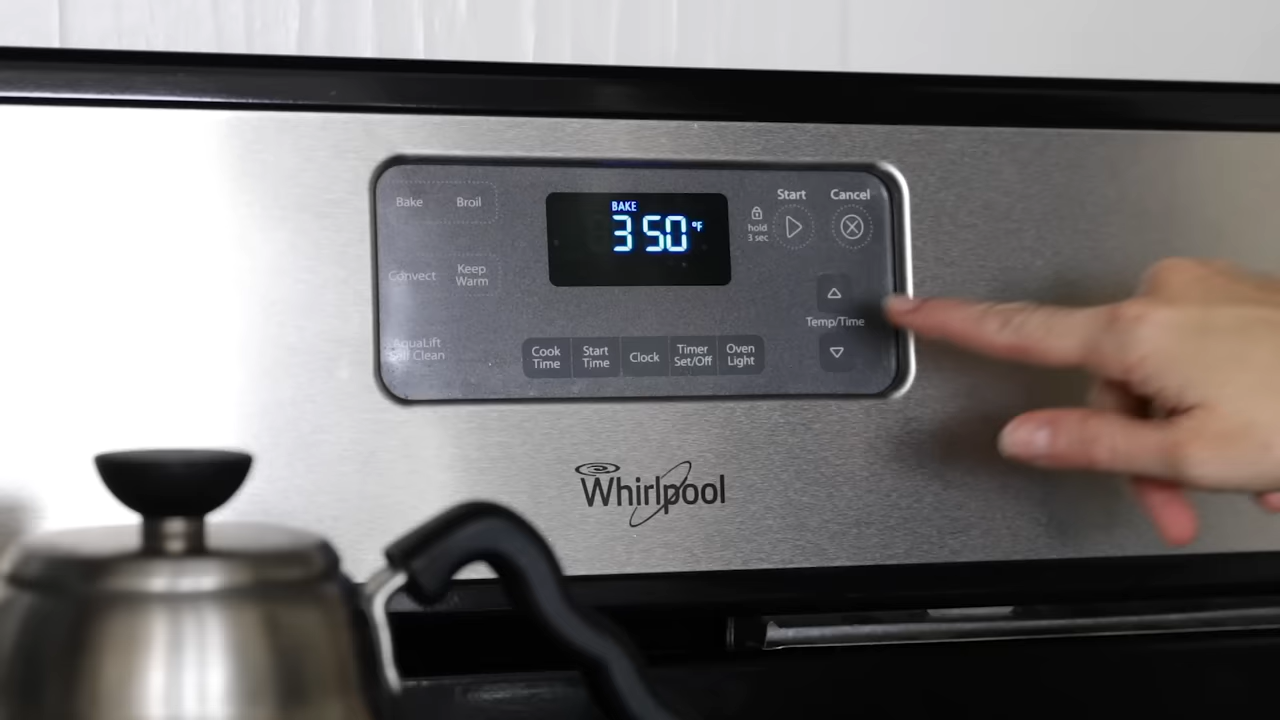 Bake
Broil
Convect
Keep
Warm
AquaLift
Self Clean
BAKE
350°F
hold
3 sec
Start
Cancel
Temp/Time
Cook
Time
Start
Time
Clock
Timer
Set/Off
Oven
Light
Whirlpool